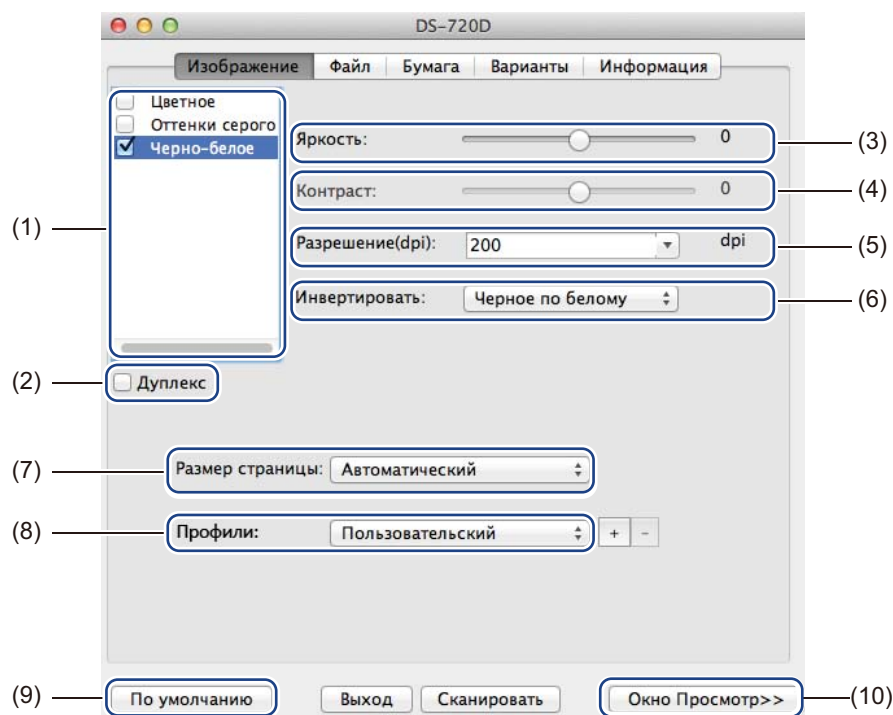 DS-720D
Изображение Файл Бумага Варианты Информация
Цветное
Оттенки серого
Черно-белое
(1)
Яркость: 0 (3)
Контраст: 0 (4)
Разрешение(dpi): 200 dpi (5)
Инвертировать: Черное по белому (6)
(2) Дуплекс
(7) Размер страницы: Автоматический
(8) Профили: Пользовательский + -
(9) По умолчанию Выход Сканировать Окно Просмотр>> (10)